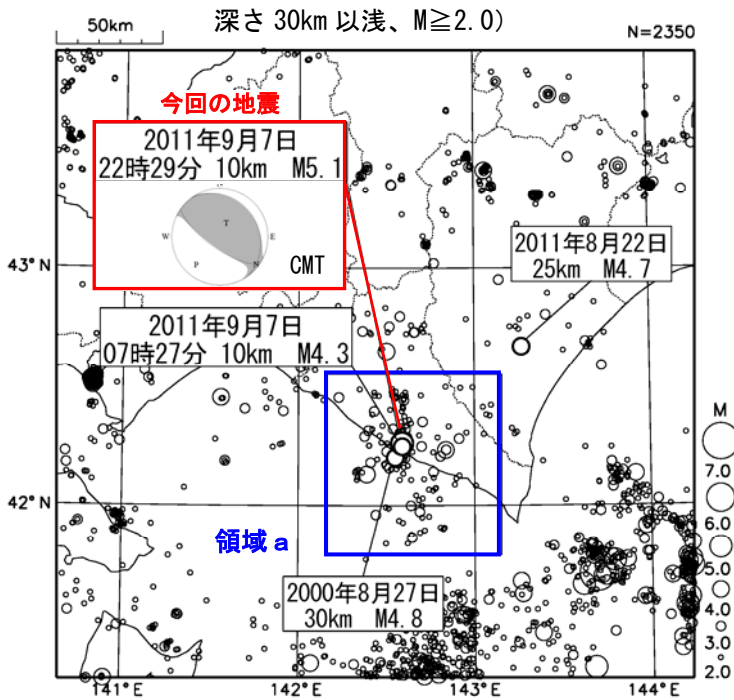 深さ 30km 以浅、M≧2.0)
50km
N=2350
今回の地震
2011年9月7日
22時29分 10km M5.1
T
W
E
P
N
CMT
2011年8月22日
25km M4.7
43°N
2011年9月7日
07時27分 10km M4.3
M
7.0
6.0
5.0
4.0
3.0
2.0
42°N
領域 a
2000年8月27日
30km M4.8
141°E
142°E
143°E
144°E